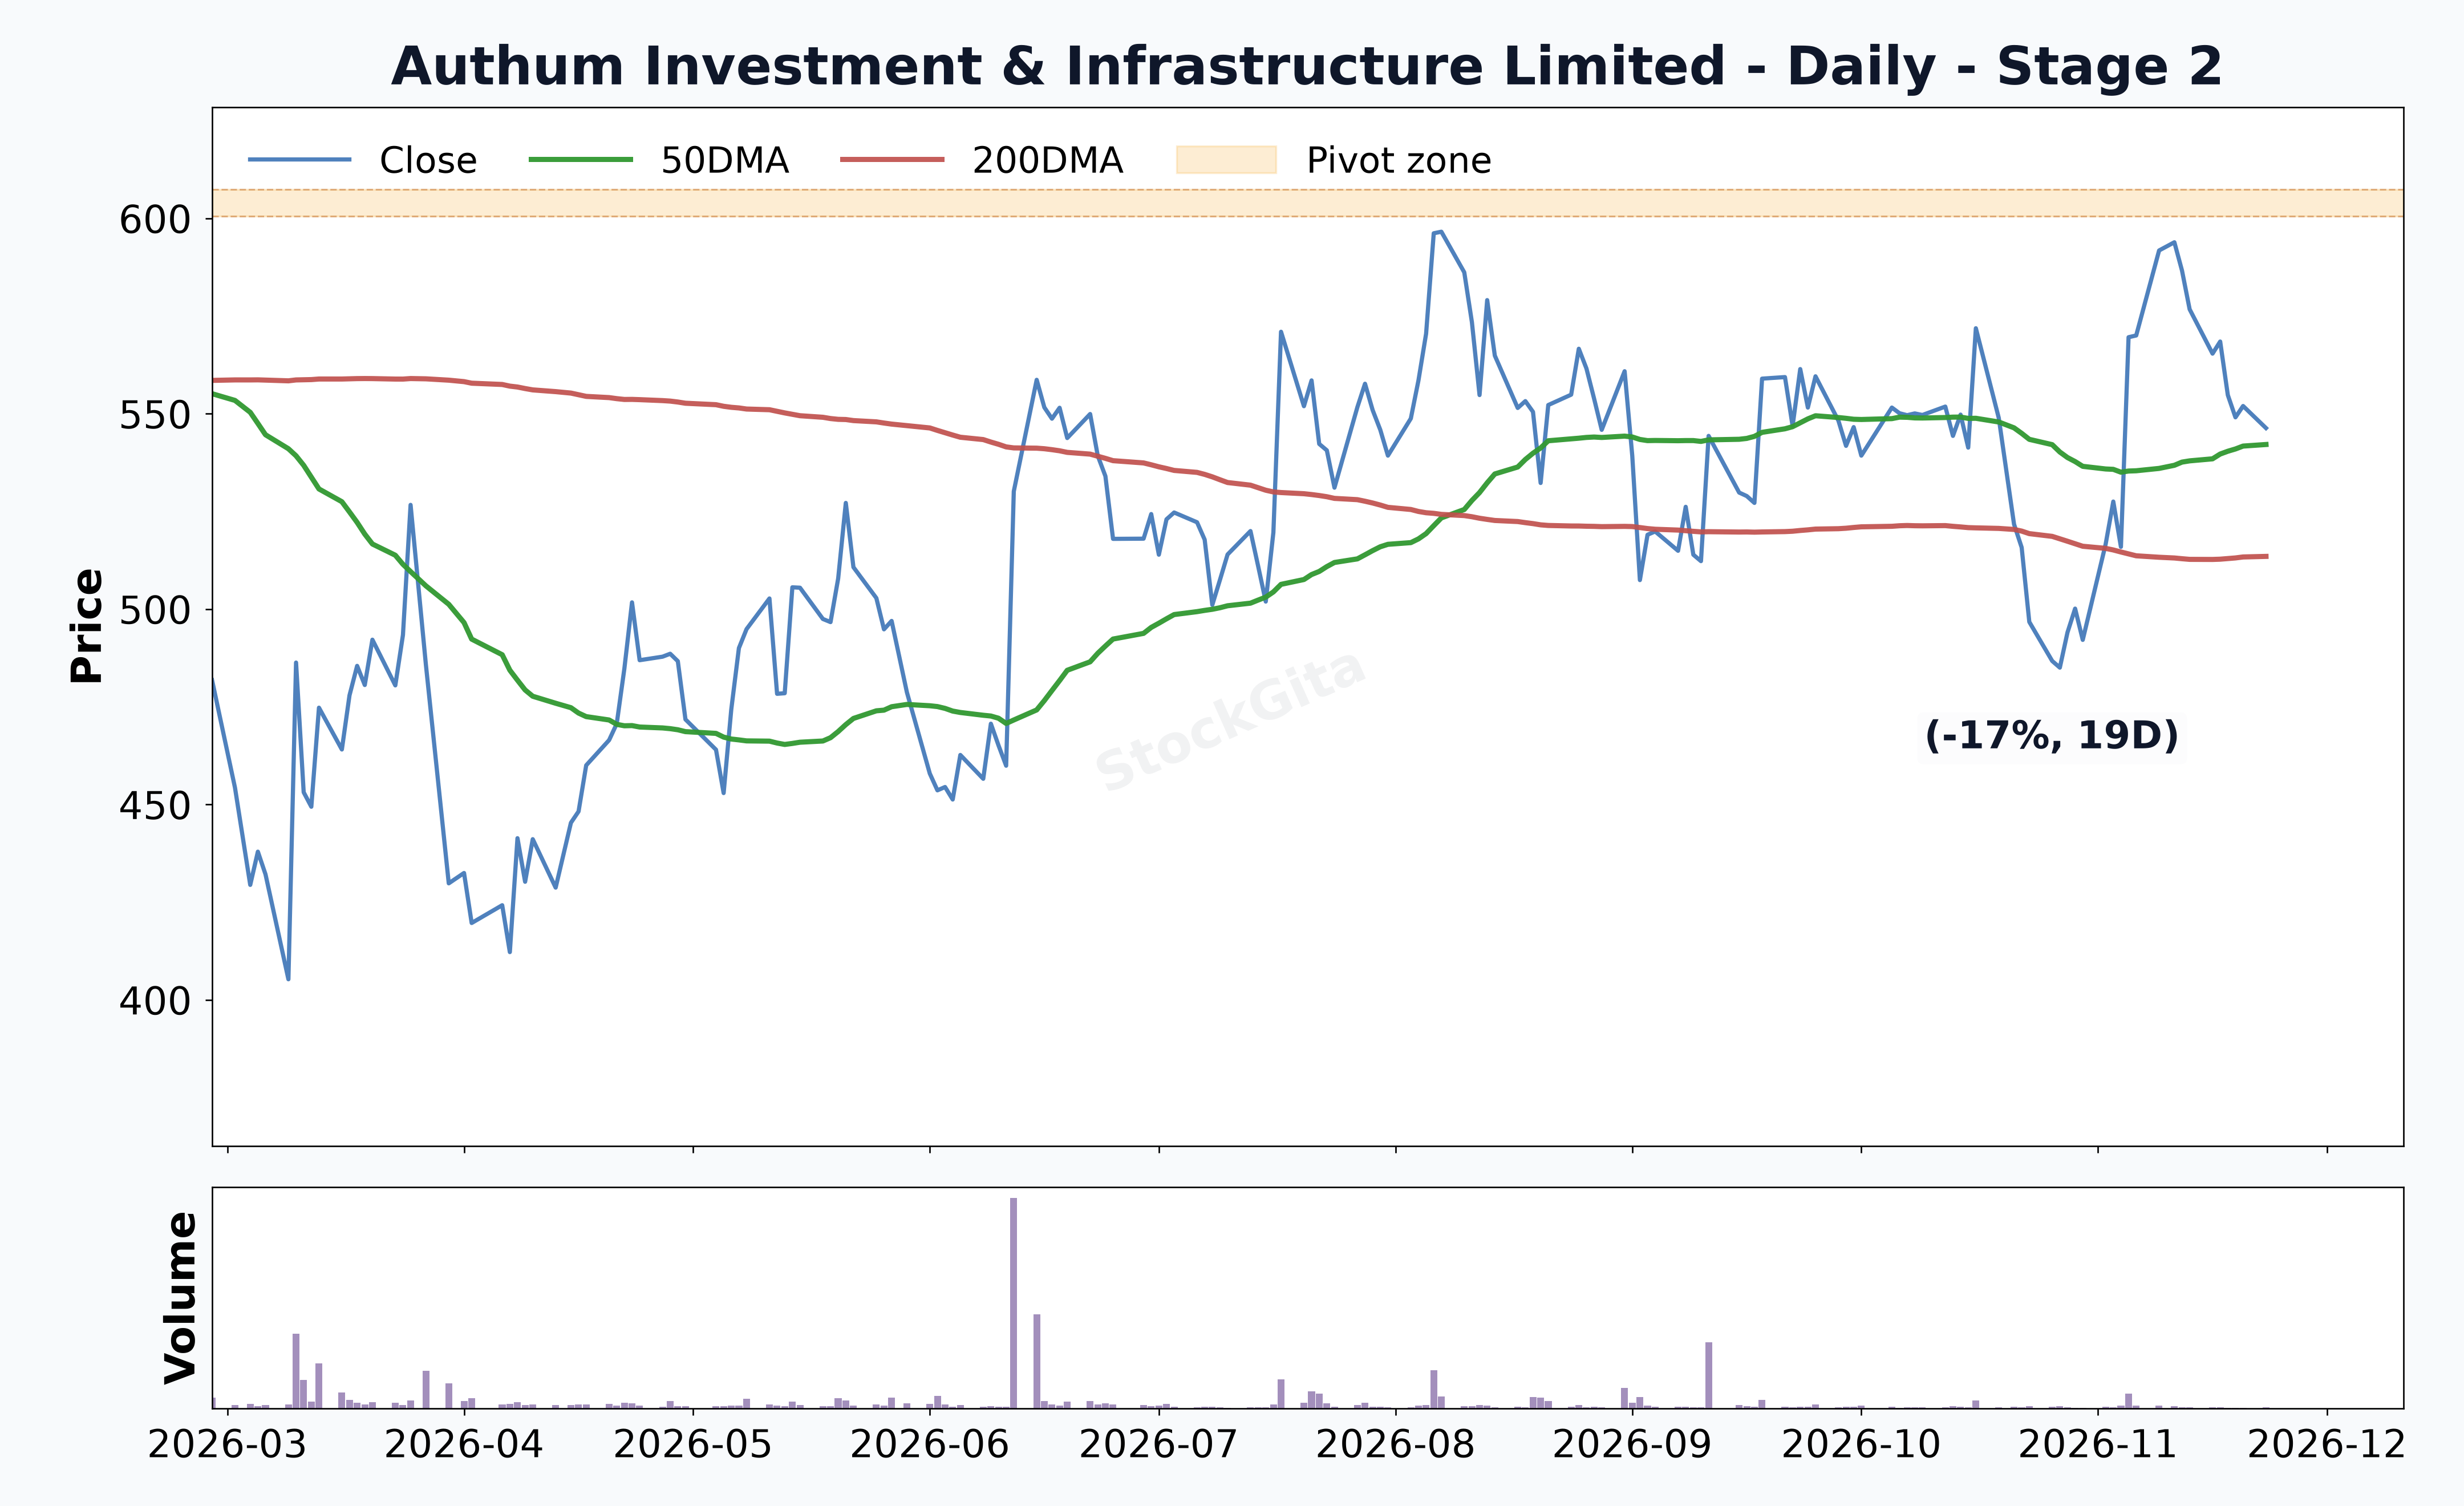 Authum Investment & Infrastructure Limited - Daily - Stage 2
Close 50DMA 200DMA Pivot zone
600
550
500
450
400
Price
StockGita
(-17%, 19D)
Volume
2026-03 2026-04 2026-05 2026-06 2026-07 2026-08 2026-09 2026-10 2026-11 2026-12